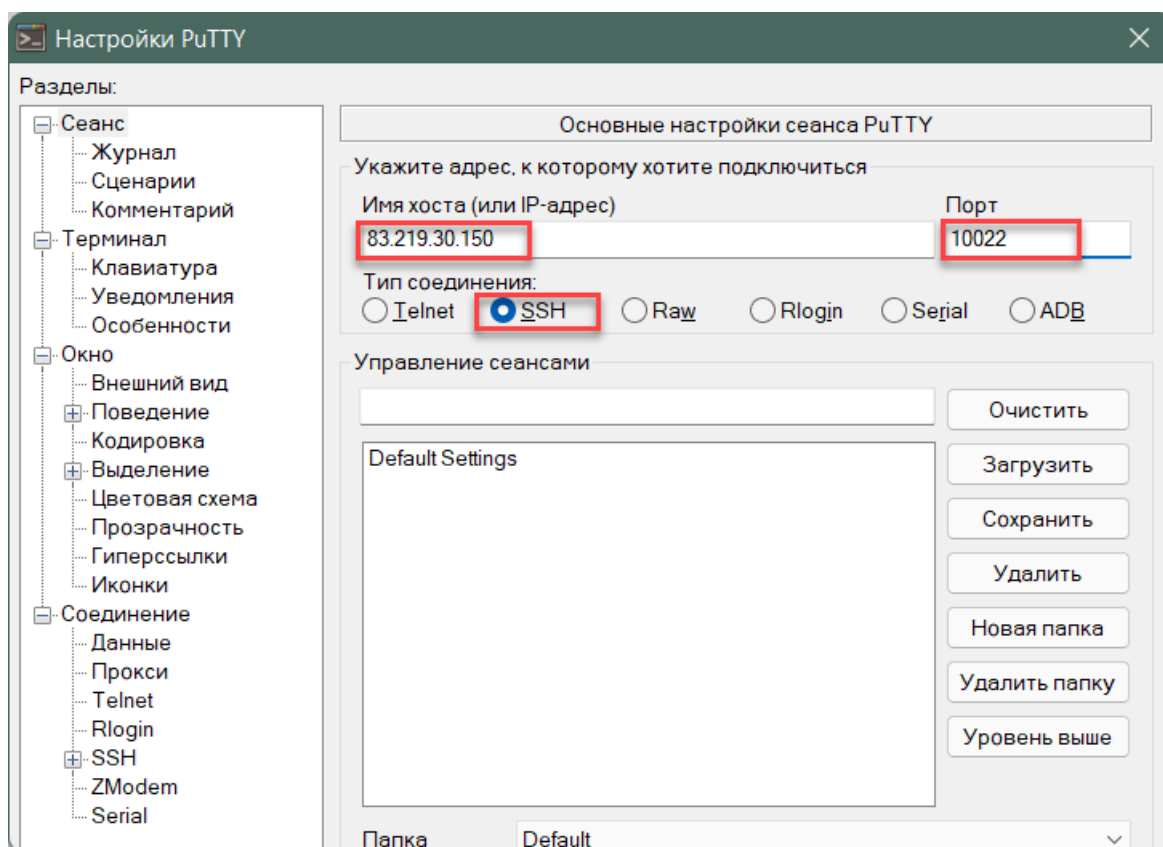 Настройки PuTTY
Разделы:
Сеанс
Журнал
Сценарии
Комментарий
Терминал
Клавиатура
Уведомления
Особенности
Окно
Внешний вид
Поведение
Кодировка
Выделение
Цветовая схема
Прозрачность
Гиперссылки
Иконки
Соединение
Данные
Прокси
Telnet
Rlogin
SSH
ZModem
Serial
Основные настройки сеанса PuTTY
Укажите адрес, к которому хотите подключиться
Имя хоста (или IP-адрес) Порт
83.219.30.150 10022
Тип соединения:
Telnet SSH Raw Rlogin Serial ADB
Управление сеансами
Очистить
Default Settings
Загрузить
Сохранить
Удалить
Новая папка
Удалить папку
Уровень выше
Папка Default